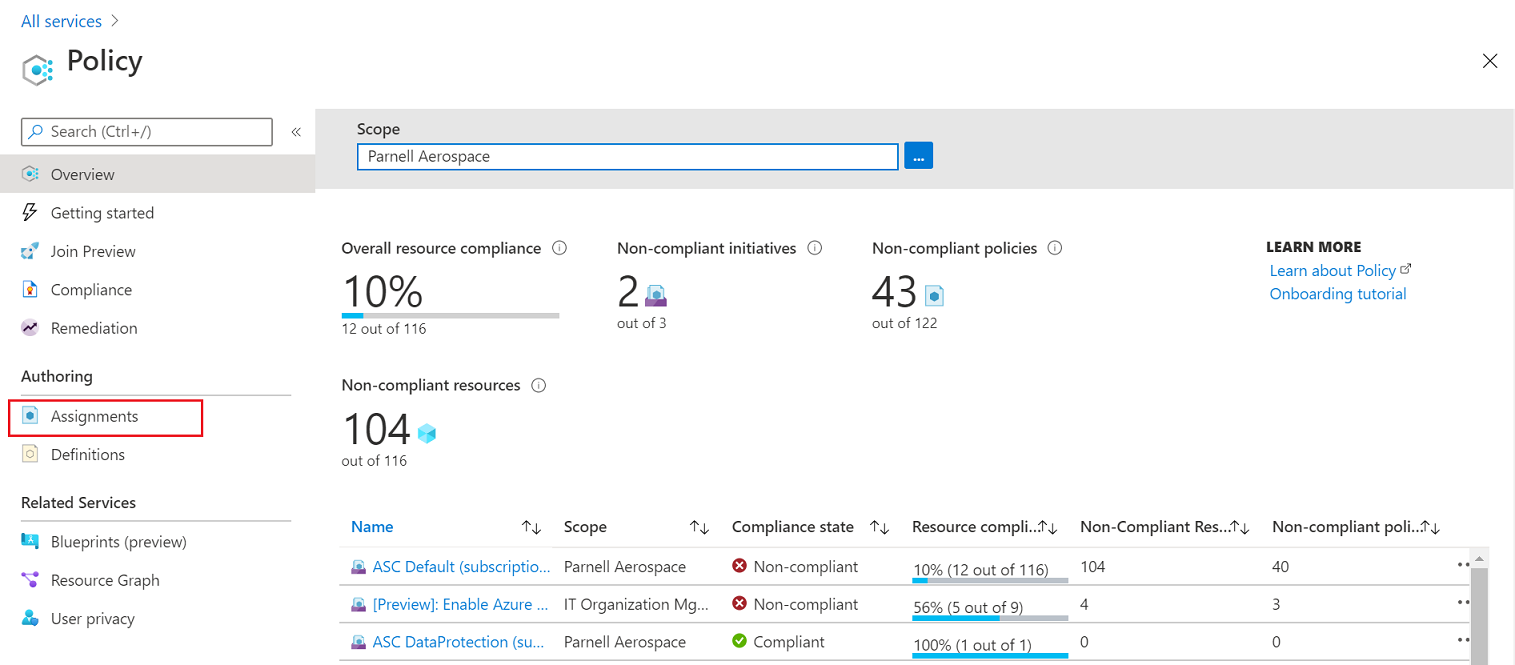 All services >
Policy
Search (Ctrl+/)
«
Overview
Getting started
Join Preview
Compliance
Remediation
Authoring
Assignments
Definitions
Related Services
Blueprints (preview)
Resource Graph
User privacy
Scope
Parnell Aerospace
...
Overall resource compliance
10%
12 out of 116
Non-compliant initiatives
2
out of 3
Non-compliant policies
43
out of 122
LEARN MORE
Learn about Policy
Onboarding tutorial
Non-compliant resources
104
out of 116
Name Scope Compliance state Resource compli... Non-Compliant Res... Non-compliant poli...
ASC Default (subscriptio... Parnell Aerospace Non-compliant 10% (12 out of 116) 104 40
[Preview]: Enable Azure ... IT Organization Mg... Non-compliant 56% (5 out of 9) 4 3
ASC DataProtection (su... Parnell Aerospace Compliant 100% (1 out of 1) 0 0